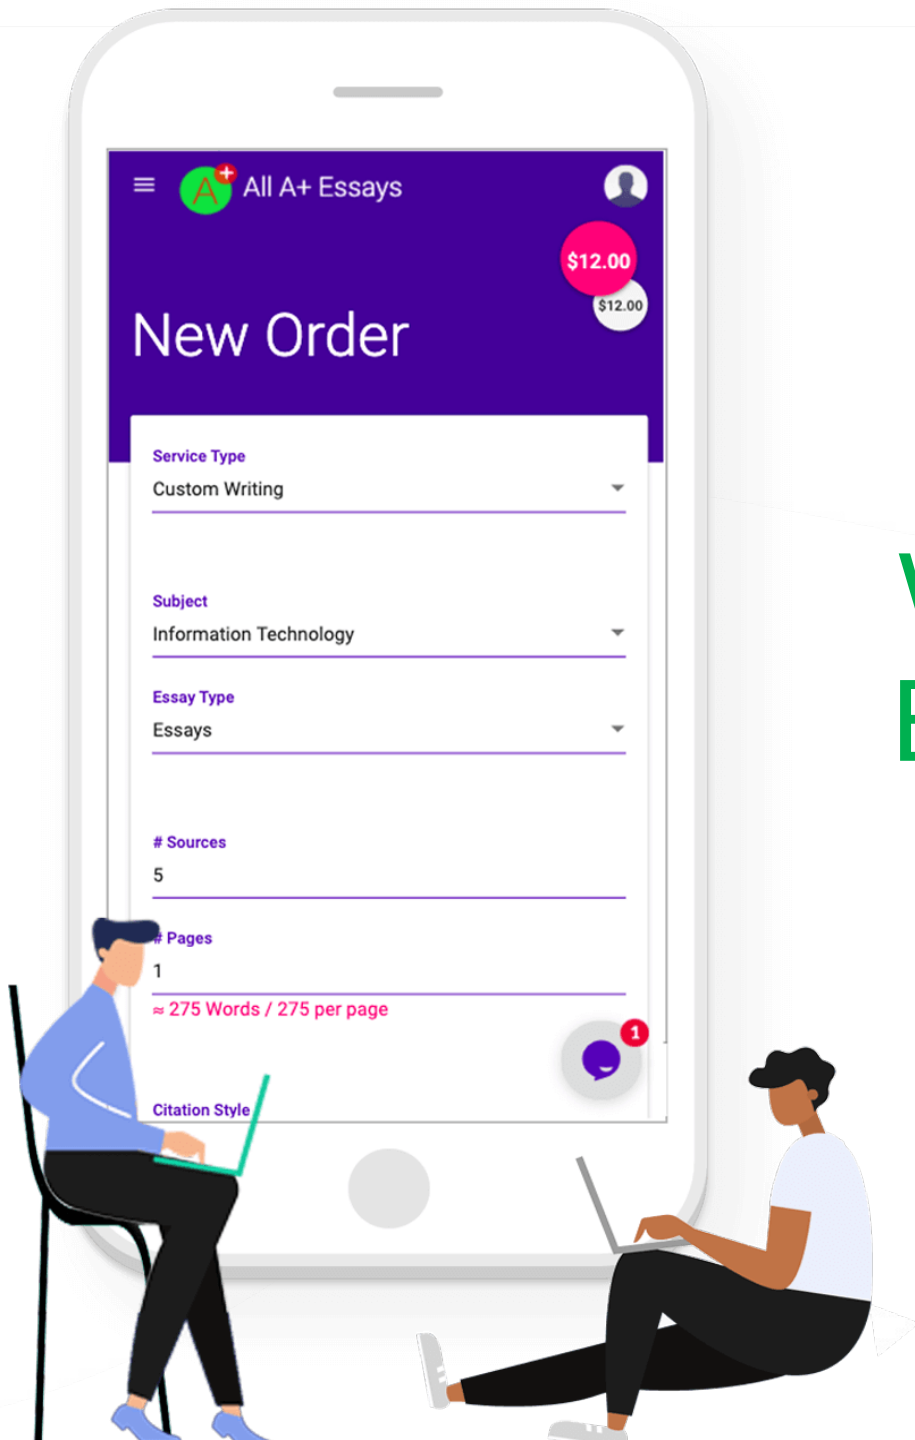 All A+ Essays
$12.00
$12.00
New Order
Service Type
Custom Writing
Subject
Information Technology
Essay Type
Essays
# Sources
5
# Pages
1
≈ 275 Words / 275 per page
1
Citation Style